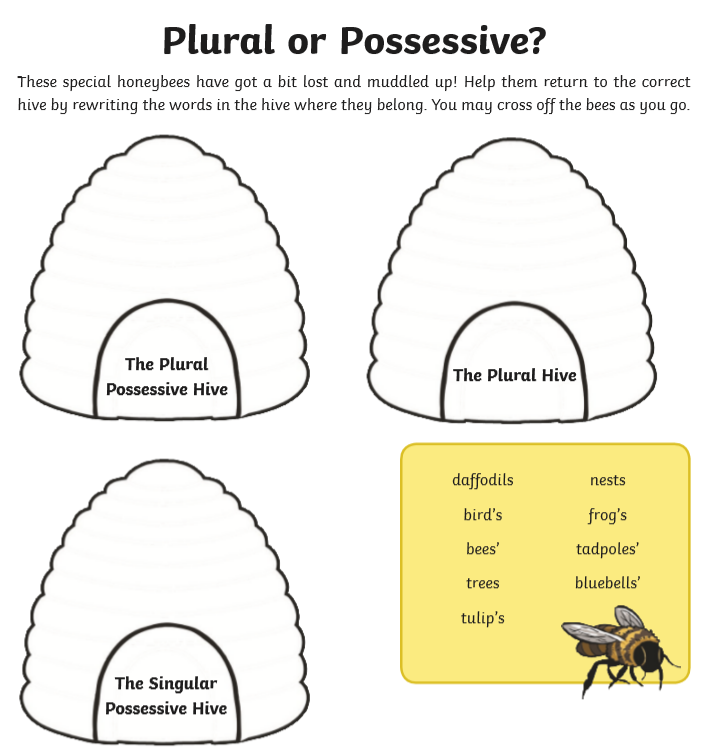 Plural or Possessive?
These special honeybees have got a bit lost and muddled up! Help them return to the correct
hive by rewriting the words in the hive where they belong. You may cross off the bees as you go.
The Plural
Possessive Hive
The Plural Hive
The Singular
Possessive Hive
daffodils
nests
bird’s
frog’s
bees’
tadpoles’
trees
bluebells’
tulip’s